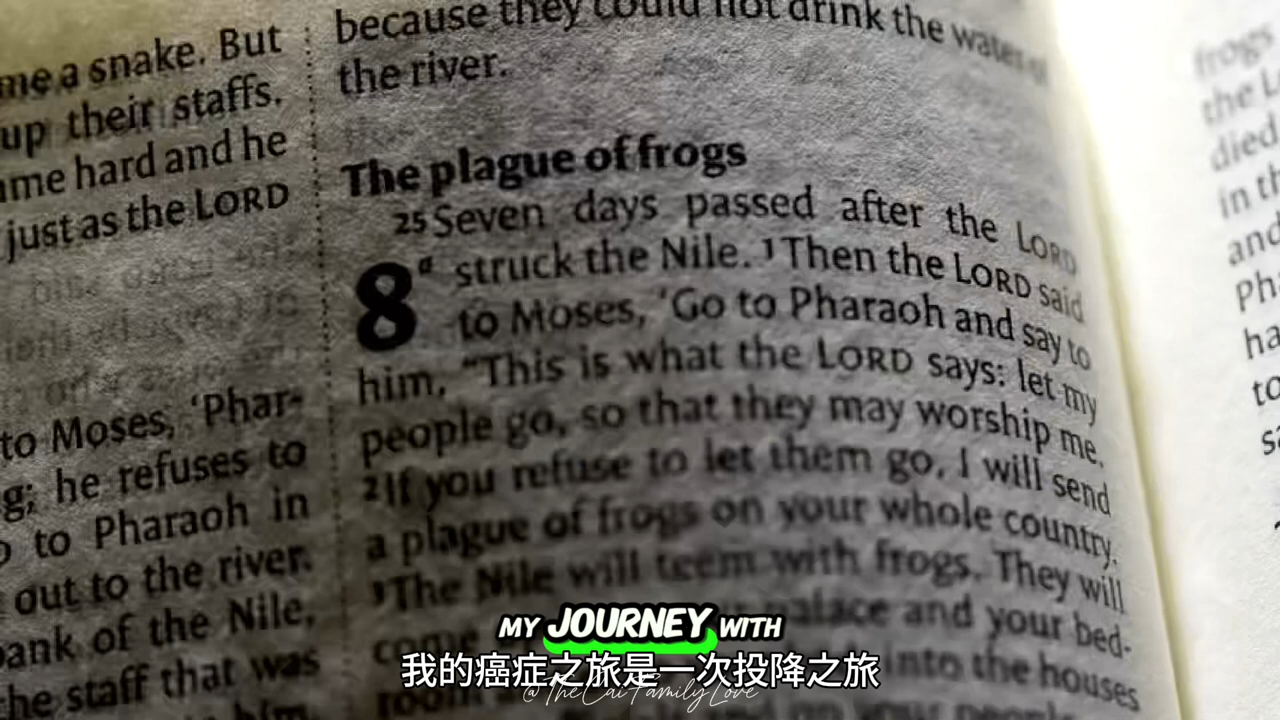 me a snake. But
up their staffs.
hard and he
just as the LORD
to Moses, 'Phar-
he refuses to
to Pharaoh in
out to the river.
of the Nile,
the staff that was
him,
because they could not drink the water of
the river.
The plague of frogs
25 Seven days passed after the LORD
8 a struck the Nile. 1 Then the LORD said
to Moses, 'Go to Pharaoh and say to
him, "This is what the LORD says: let my
people go, so that they may worship me.
2 If you refuse to let them go, I will send
a plague of frogs on your whole country.
3 The Nile will teem with frogs. They will
come palace and your bed-
into the houses
room
on your people
frogs
the
died
in
and
to
MY JOURNEY WITH
我的癌症之旅是一次投降之旅
@TheCaiFamilyLove